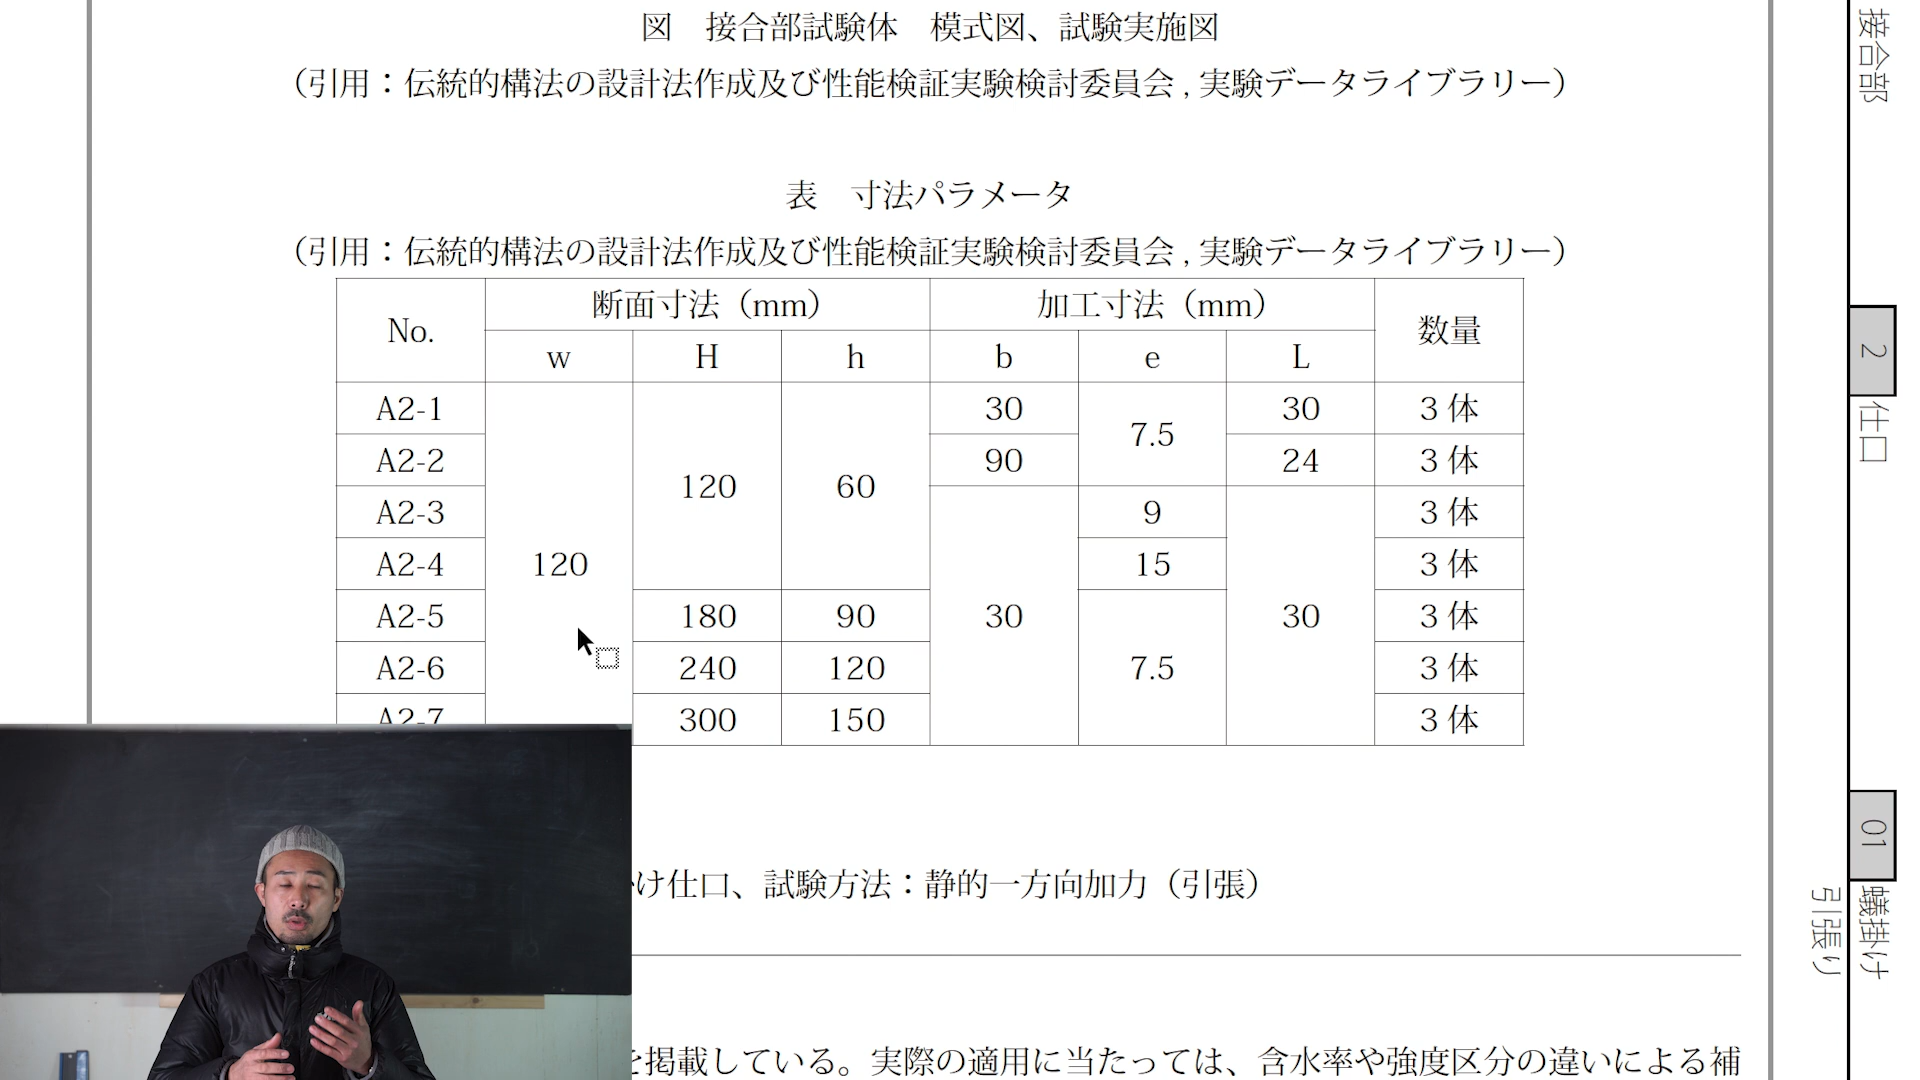 図　接合部試験体　模式図、試験実施図
（引用：伝統的構法の設計法作成及び性能検証実験検討委員会 , 実験データライブラリー）
表　寸法パラメータ
（引用：伝統的構法の設計法作成及び性能検証実験検討委員会 , 実験データライブラリー）
No. 断面寸法（mm） 加工寸法（mm） 数量
w H h b e L
A2-1 120 120 60 30 7.5 30 3 体
A2-2 90 24 3 体
A2-3 30 9 30 3 体
A2-4 15 3 体
A2-5 180 90 7.5 3 体
A2-6 240 120 3 体
A2-7 300 150 3 体
け仕口、試験方法：静的一方向加力（引張）
を掲載している。実際の適用に当たっては、含水率や強度区分の違いによる補
接合部
2
仕口
01
蟻掛け
引張り